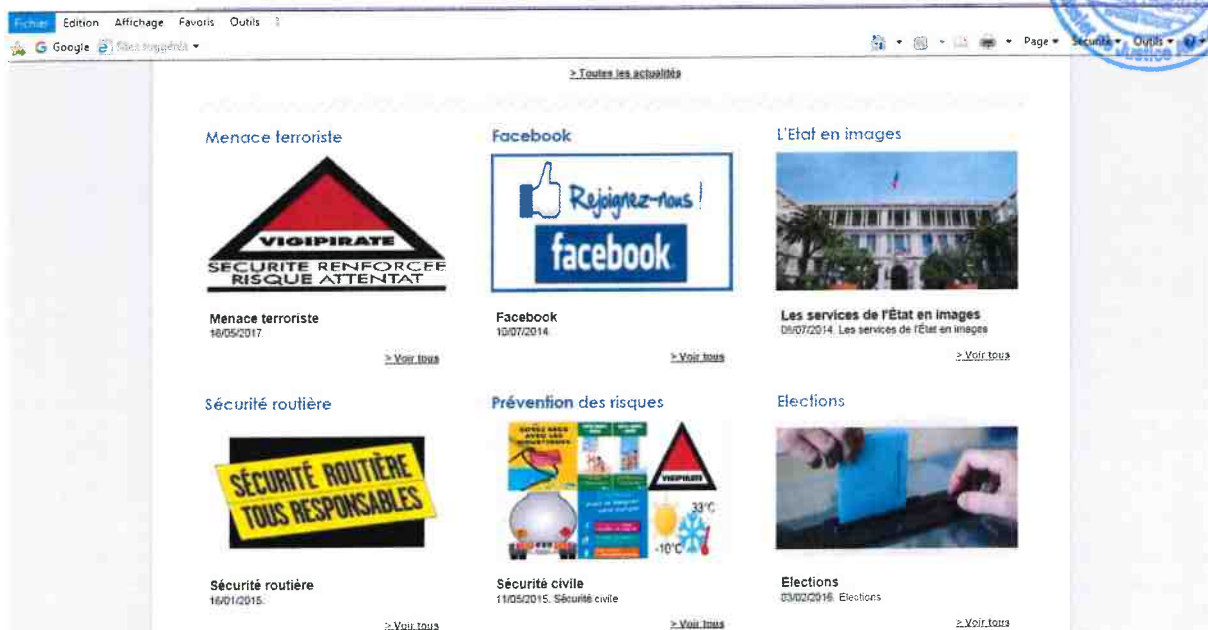 Fichier Edition Affichage Favoris Outils ?
Google Sites suggérés
Page Sécurité Outils
Justice
> Toutes les actualités
Menace terroriste
Facebook
L'Etat en images
VIGIPIRATE
SECURITE RENFORCEE
RISQUE ATTENTAT
Rejoignez-nous !
facebook
Menace terroriste
18/05/2017.
Facebook
10/07/2014.
Les services de l'État en images
09/07/2014. Les services de l'État en images
> Voir tous
> Voir tous
> Voir tous
Sécurité routière
Prévention des risques
Elections
SÉCURITÉ ROUTIÈRE
TOUS RESPONSABLES
VIGIPIRATE
33°C
-10°C
Sécurité routière
16/01/2015.
Sécurité civile
11/05/2015. Sécurité civile
Elections
03/02/2016. Elections
> Voir tous
> Voir tous
> Voir tous